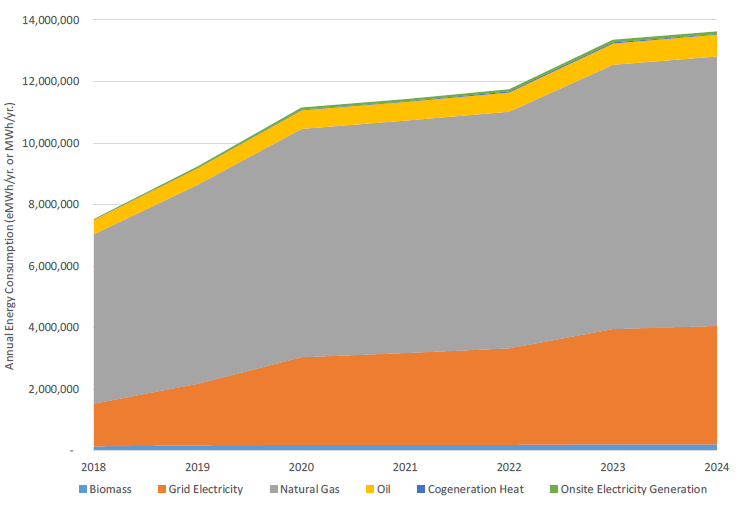 14,000,000
12,000,000
10,000,000
8,000,000
6,000,000
4,000,000
2,000,000
-
Annual Energy Consumption (eMWh/yr. or MWh/yr.)
2018 2019 2020 2021 2022 2023 2024
Biomass Grid Electricity Natural Gas Oil Cogeneration Heat Onsite Electricity Generation